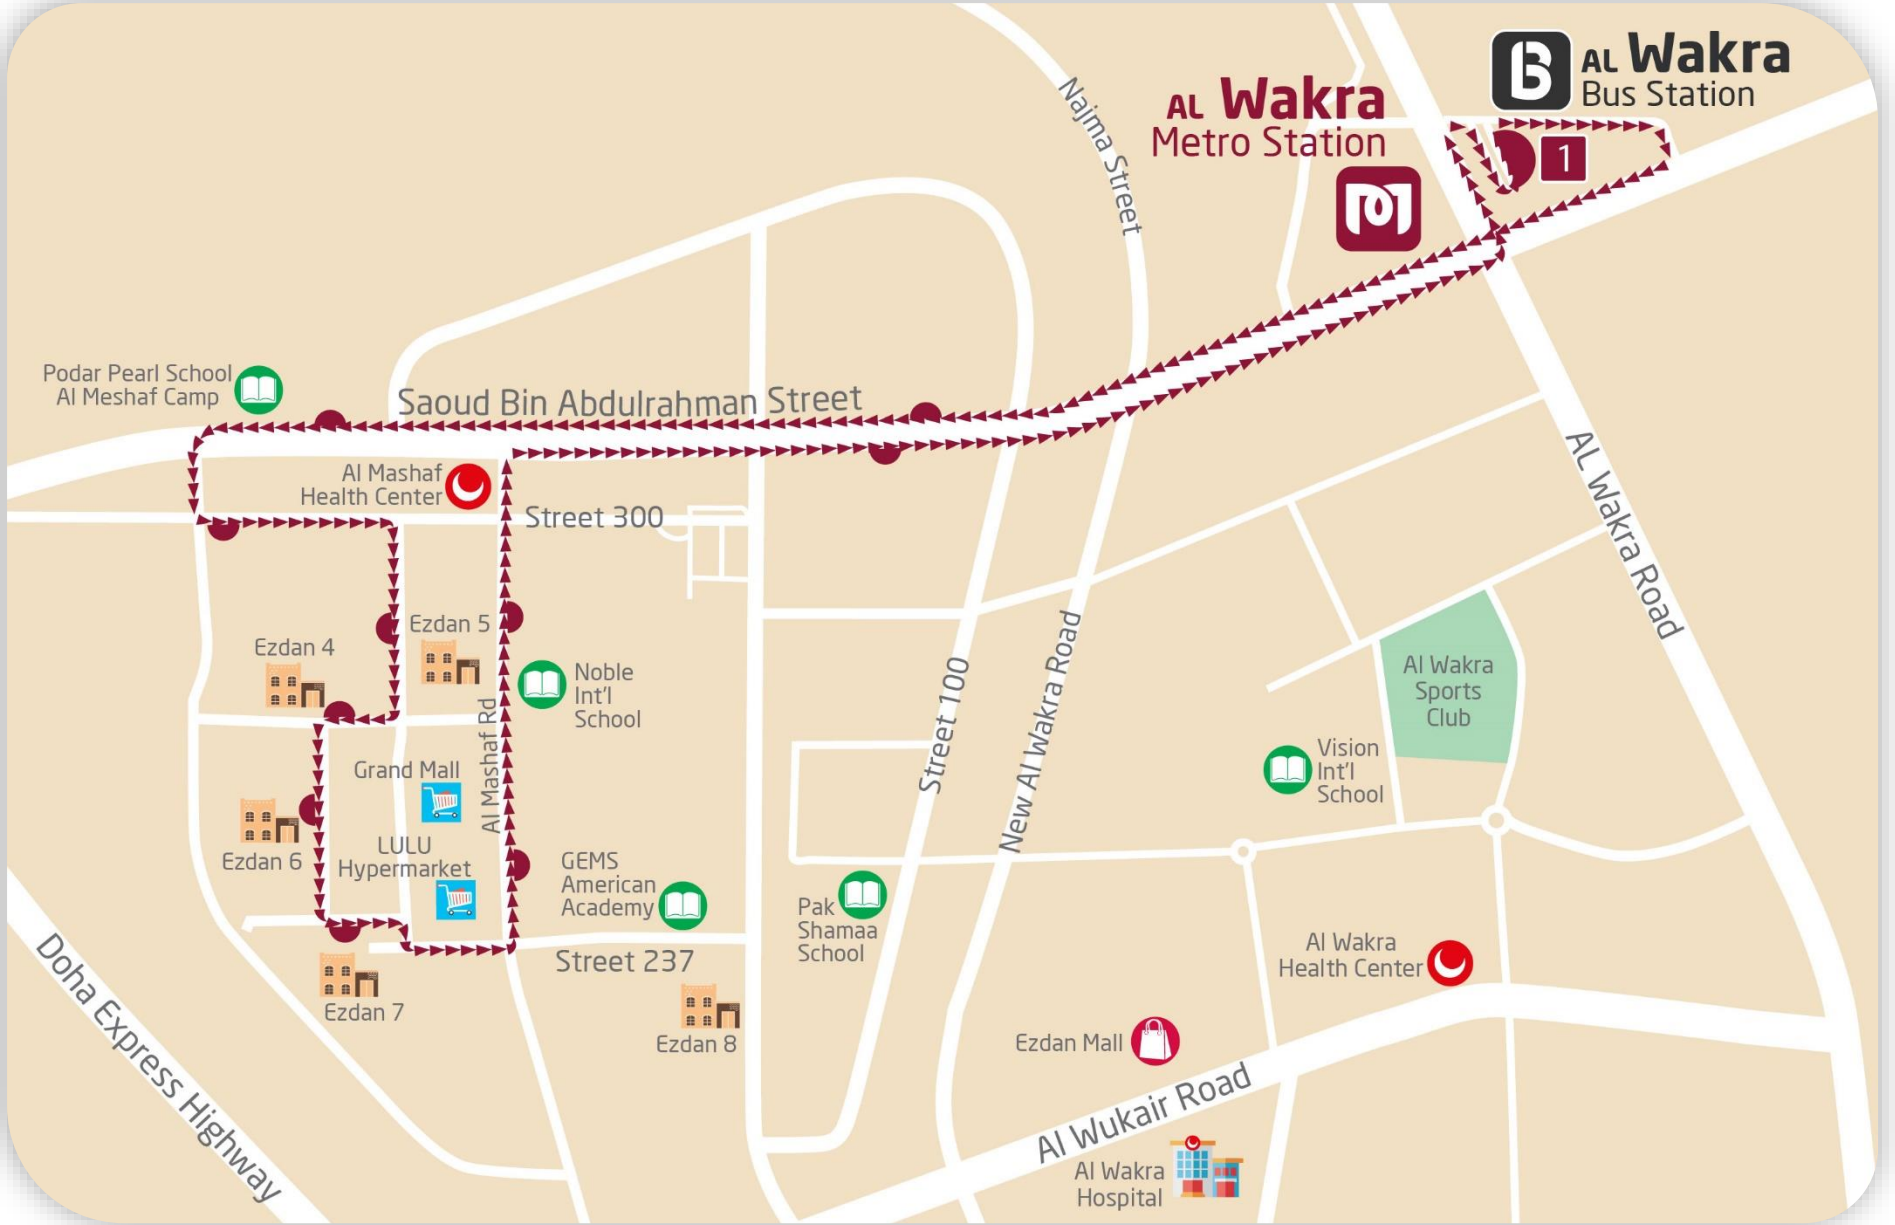 B AL Wakra
Bus Station
AL Wakra
Metro Station
1
Najma Street
Podar Pearl School
Al Meshaf Camp
Saoud Bin Abdulrahman Street
Al Mashaf
Health Center
Street 300
AL Wakra Road
Ezdan 4
Ezdan 5
Noble
Int'l
School
Al Mashaf Rd
Street 100
New Al Wakra Road
Al Wakra
Sports
Club
Grand Mall
Vision
Int'l
School
LULU
Hypermarket
Ezdan 6
GEMS
American
Academy
Pak
Shamaa
School
Street 237
Al Wakra
Health Center
Ezdan 7
Ezdan 8
Ezdan Mall
Doha Express Highway
Al Wukair Road
Al Wakra
Hospital